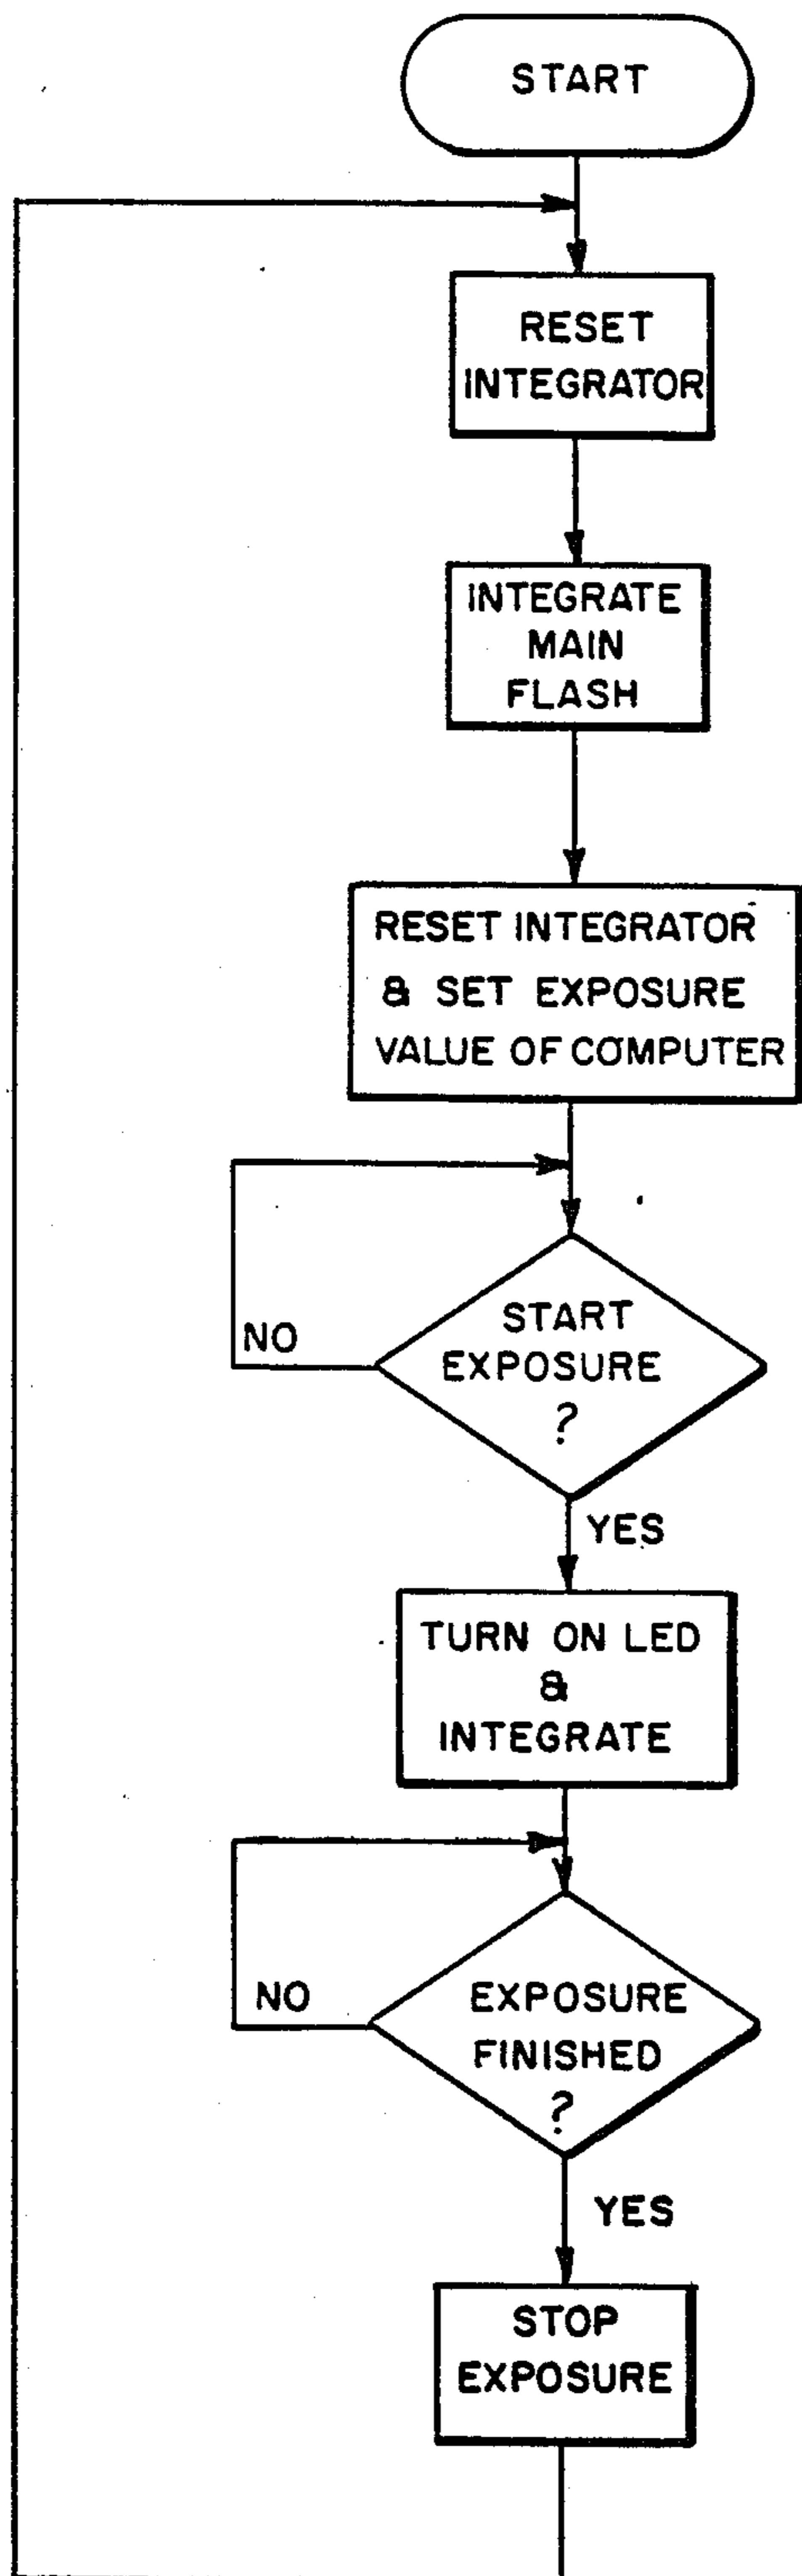 START
RESET
INTEGRATOR
INTEGRATE
MAIN
FLASH
RESET INTEGRATOR
& SET EXPOSURE
VALUE OF COMPUTER
START
EXPOSURE
?
NO
YES
TURN ON LED
&
INTEGRATE
EXPOSURE
FINISHED
?
NO
YES
STOP
EXPOSURE